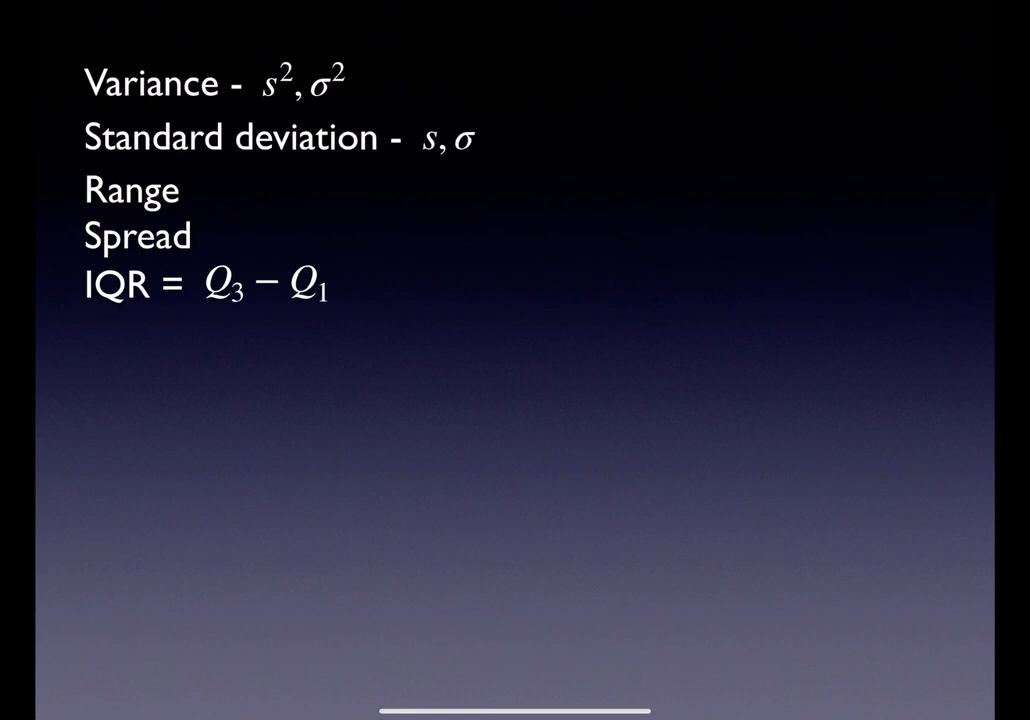 Variance - s², σ²
Standard deviation - s, σ
Range
Spread
IQR = Q₃ − Q₁